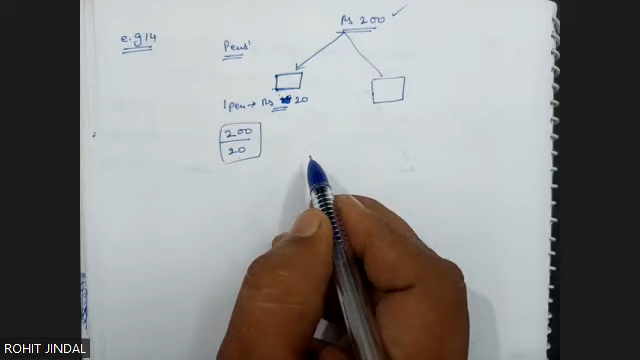 Rs 200 ✓
e.g 14
Pens'
1 pen → Rs 20
200
20
ROHIT JINDAL